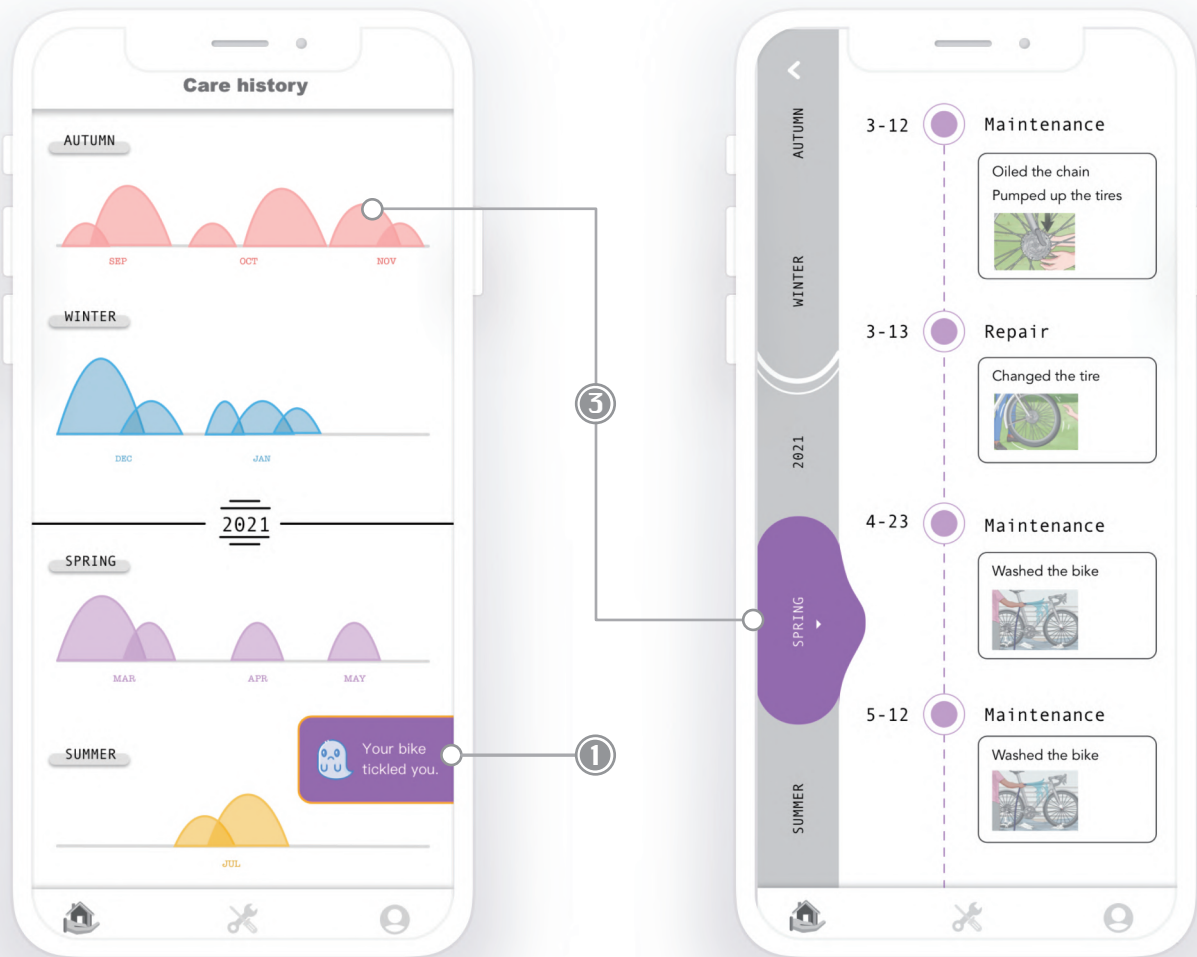 Care history
AUTUMN
SEP
OCT
NOV
WINTER
DEC
JAN
2021
SPRING
MAR
APR
MAY
SUMMER
Your bike
tickled you.
JUL
3
1
AUTUMN
WINTER
2021
SPRING
SUMMER
3-12
Maintenance
Oiled the chain
Pumped up the tires
3-13
Repair
Changed the tire
4-23
Maintenance
Washed the bike
5-12
Maintenance
Washed the bike